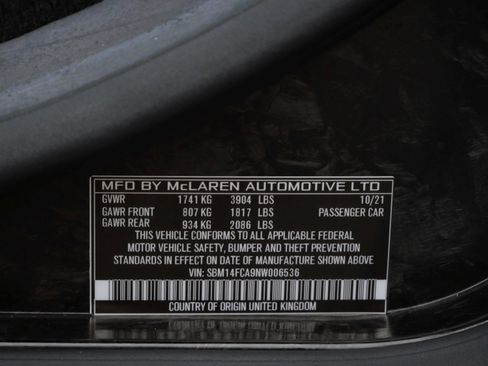 MFD BY McLAREN AUTOMOTIVE LTD
GVWR 1741 KG 3904 LBS 10/21
GAWR FRONT 807 KG 1817 LBS PASSENGER CAR
GAWR REAR 934 KG 2086 LBS
THIS VEHICLE CONFORMS TO ALL APPLICABLE FEDERAL
MOTOR VEHICLE SAFETY, BUMPER AND THEFT PREVENTION
STANDARDS IN EFFECT ON DATE OF MANUFACTURE SHOWN ABOVE
VIN: SBM14FCA9NW006536
COUNTRY OF ORIGIN UNITED KINGDOM